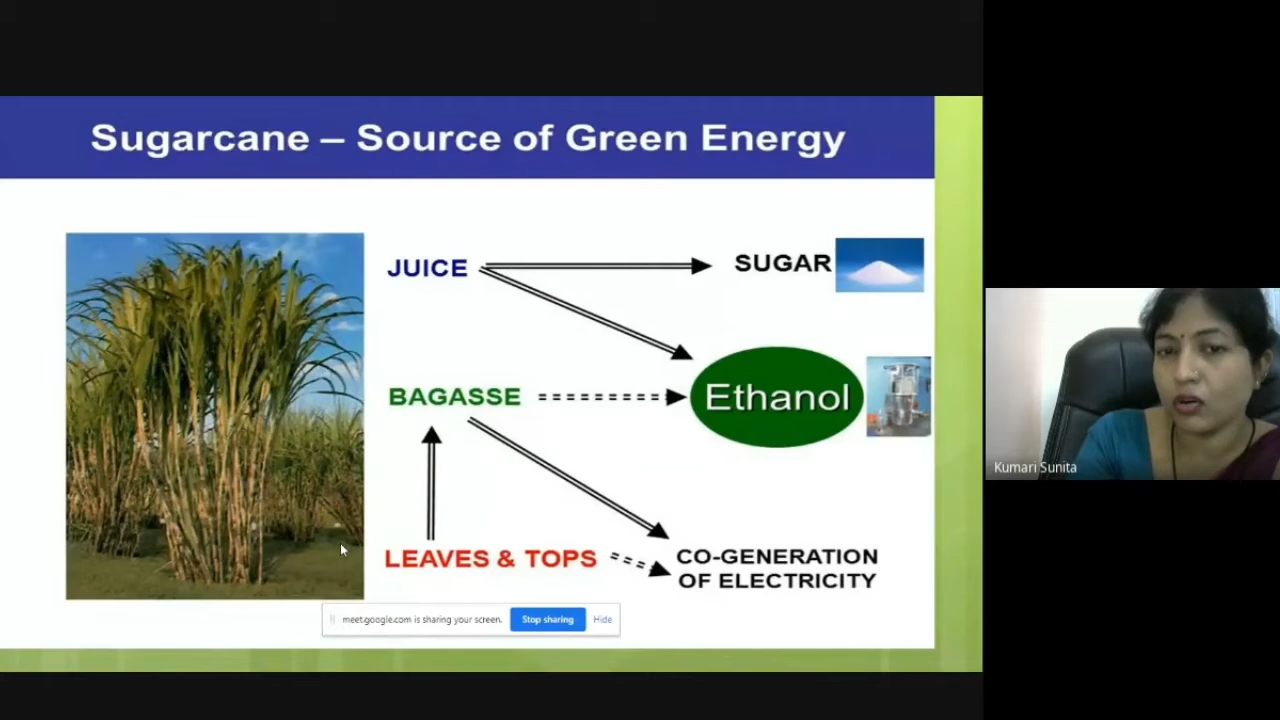 Sugarcane – Source of Green Energy
JUICE
SUGAR
BAGASSE
Ethanol
LEAVES & TOPS
CO-GENERATION
OF ELECTRICITY
meet.google.com is sharing your screen.
Stop sharing
Hide
Kumari Sunita